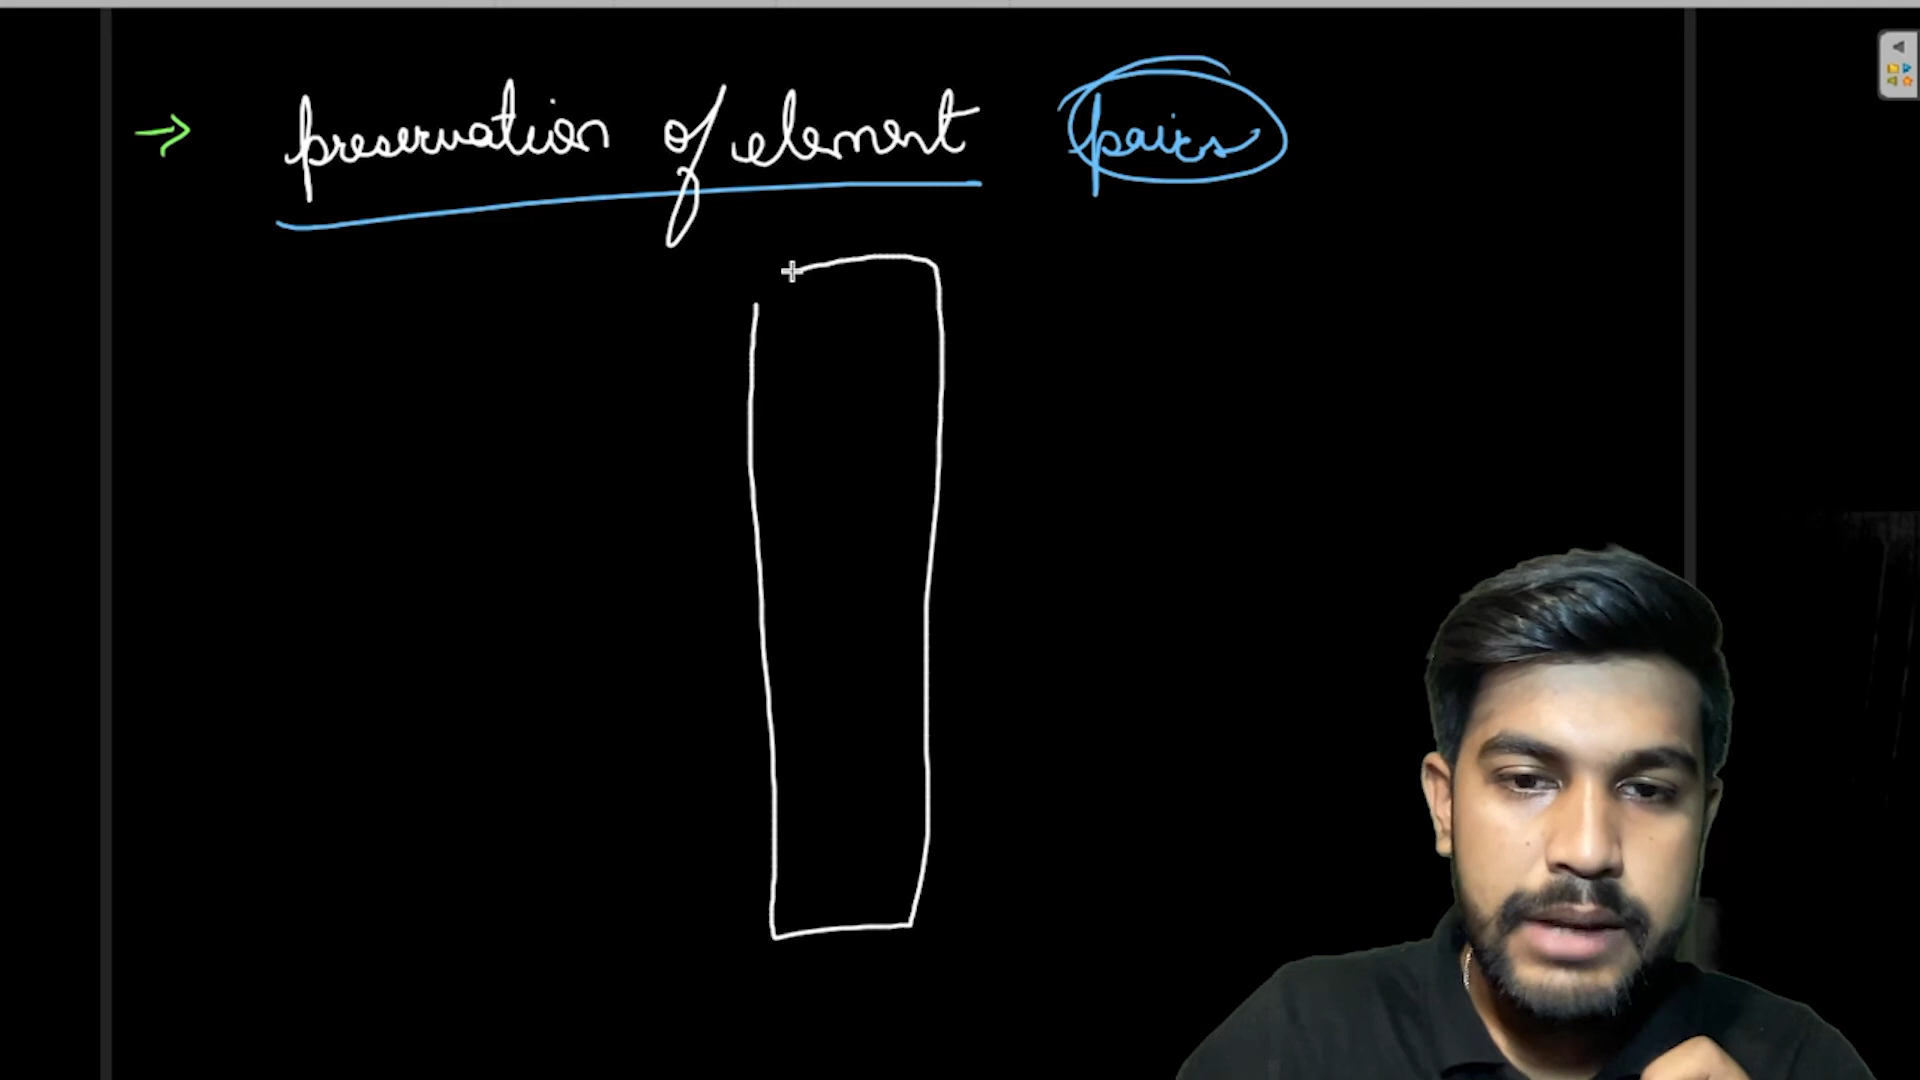 → preservation of element pairs